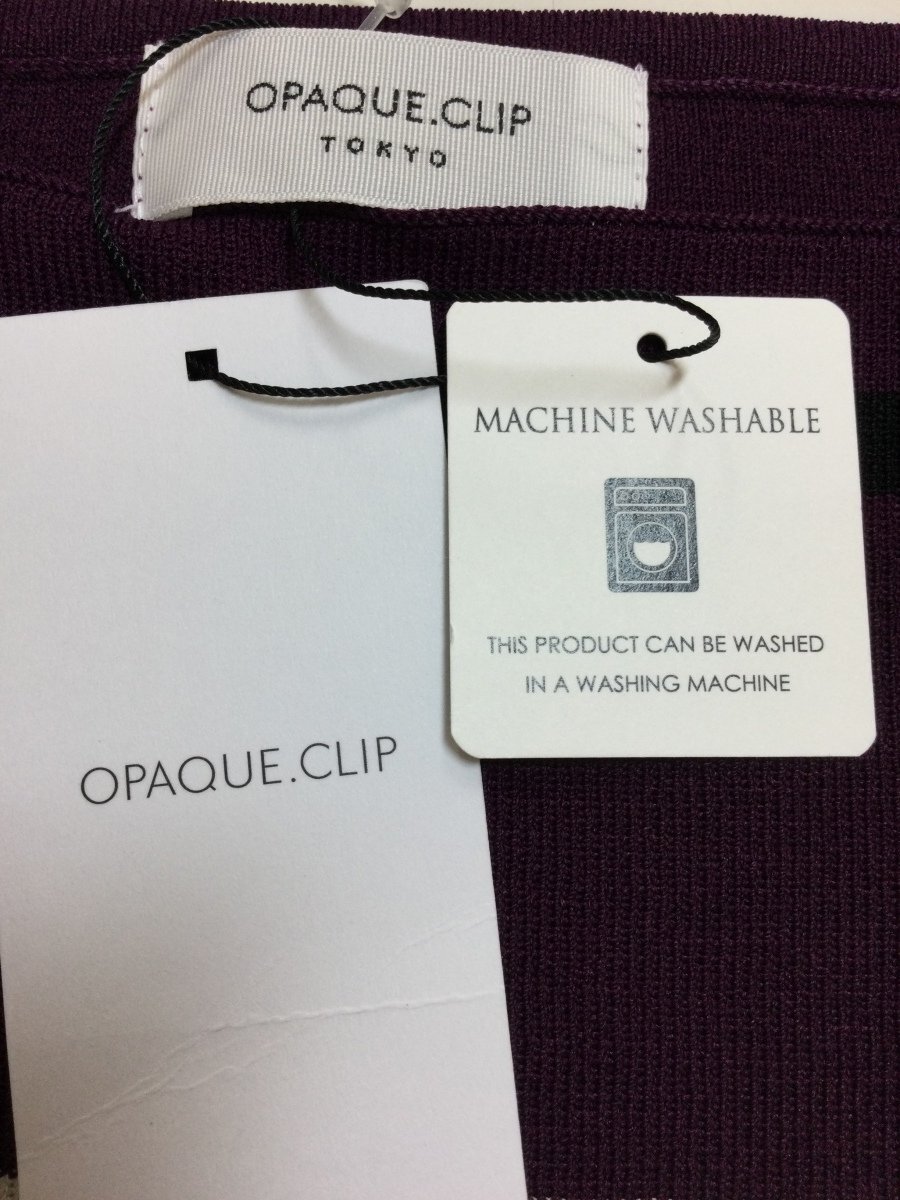 OPAQUE.CLIP
TOKYO
MACHINE WASHABLE
THIS PRODUCT CAN BE WASHED
IN A WASHING MACHINE
OPAQUE.CLIP